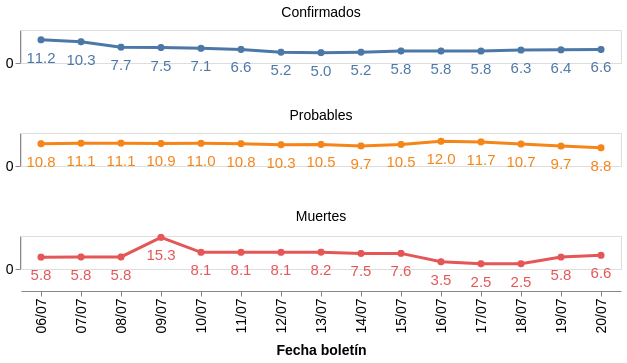 Confirmados
0
11.2 10.3 7.7 7.5 7.1 6.6 5.2 5.0 5.2 5.8 5.8 5.8 6.3 6.4 6.6
Probables
0
10.8 11.1 11.1 10.9 11.0 10.8 10.3 10.5 9.7 10.5 12.0 11.7 10.7 9.7 8.8
Muertes
0
5.8 5.8 5.8 15.3 8.1 8.1 8.1 8.2 7.5 7.6 3.5 2.5 2.5 5.8 6.6
06/07 07/07 08/07 09/07 10/07 11/07 12/07 13/07 14/07 15/07 16/07 17/07 18/07 19/07 20/07
Fecha boletín